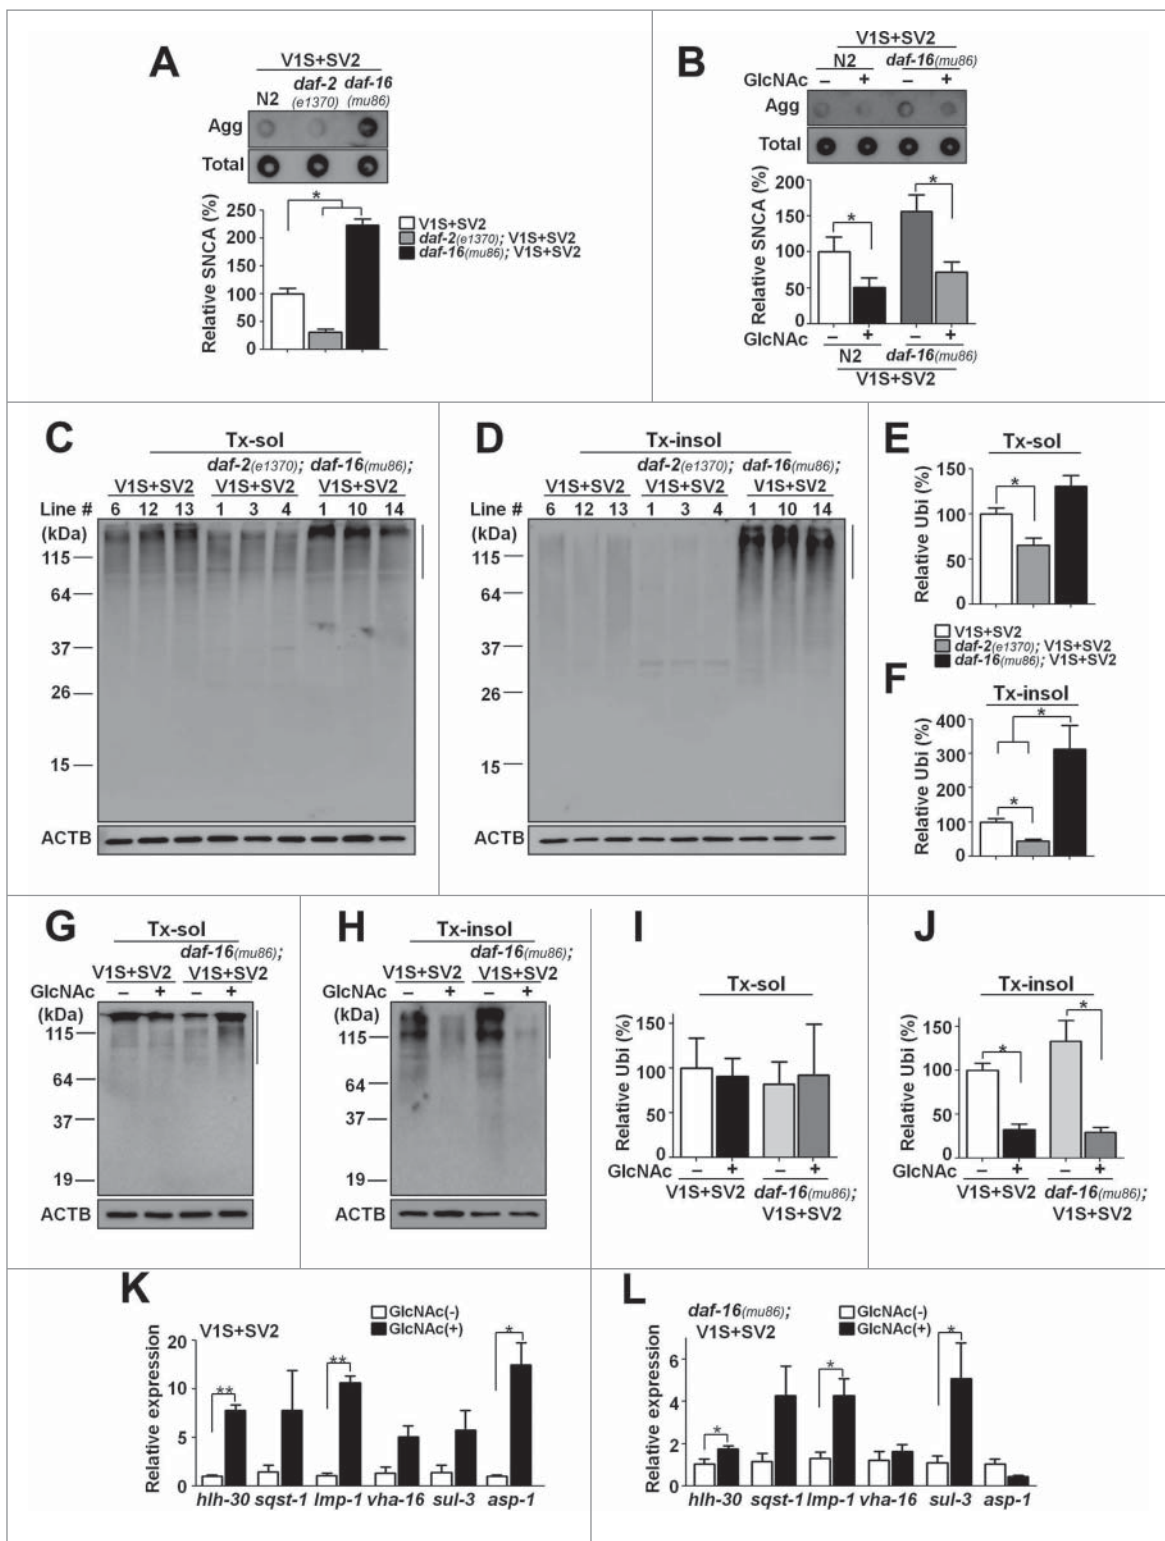 A
V1S+SV2
N2 daf-2(e1370) daf-16(mu86)
Agg
Total
Relative SNCA (%)
250
200
150
100
50
0
*
V1S+SV2
daf-2(e1370); V1S+SV2
daf-16(mu86); V1S+SV2
B
V1S+SV2
N2 daf-16(mu86)
GlcNAc – + – +
Agg
Total
Relative SNCA (%)
200
150
100
50
0
* *
GlcNAc – + – +
N2 daf-16(mu86)
V1S+SV2
C
Tx-sol
daf-2(e1370); daf-16(mu86);
V1S+SV2 V1S+SV2 V1S+SV2
Line # 6 12 13 1 3 4 1 10 14
(kDa)
115
64
37
26
15
ACTB
D
Tx-insol
daf-2(e1370); daf-16(mu86);
V1S+SV2 V1S+SV2 V1S+SV2
Line # 6 12 13 1 3 4 1 10 14
(kDa)
115
64
37
26
15
ACTB
E
Tx-sol
Relative Ubi (%)
150
100
50
0
*
V1S+SV2
daf-2(e1370); V1S+SV2
daf-16(mu86); V1S+SV2
F
Tx-insol
Relative Ubi (%)
400
300
200
100
0
*
*
G
Tx-sol
daf-16(mu86);
V1S+SV2 V1S+SV2
GlcNAc – + – +
(kDa)
115
64
37
19
ACTB
H
Tx-insol
daf-16(mu86);
V1S+SV2 V1S+SV2
GlcNAc – + – +
(kDa)
115
64
37
19
ACTB
I
Tx-sol
Relative Ubi (%)
150
100
50
0
GlcNAc – + – +
V1S+SV2 daf-16(mu86);
V1S+SV2
J
Tx-insol
Relative Ubi (%)
150
100
50
0
* *
GlcNAc – + – +
V1S+SV2 daf-16(mu86);
V1S+SV2
K
V1S+SV2
GlcNAc(-)
GlcNAc(+)
Relative expression
20
10
5
0
** ** *
hlh-30 sqst-1 lmp-1 vha-16 sul-3 asp-1
L
daf-16(mu86);
V1S+SV2
GlcNAc(-)
GlcNAc(+)
Relative expression
6
4
2
0
* * *
hlh-30 sqst-1 lmp-1 vha-16 sul-3 asp-1